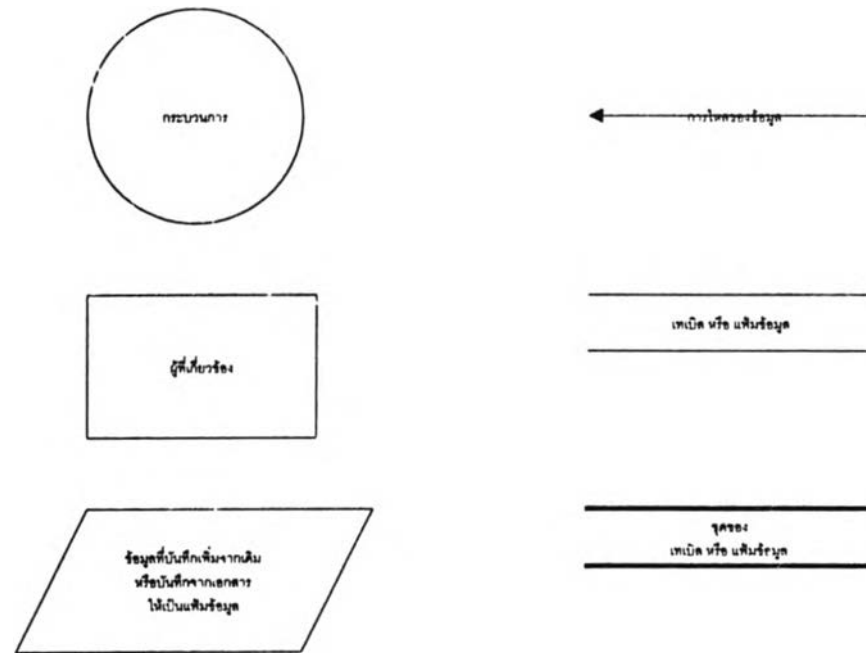 กระบวนการ
การไหลของข้อมูล
ผู้ที่เกี่ยวข้อง
เทเบิล หรือ แฟ้มข้อมูล
ข้อมูลที่บันทึกเพิ่มจากเดิม
หรือบันทึกจากเอกสาร
ให้เป็นแฟ้มข้อมูล
ชุดของ
เทเบิล หรือ แฟ้มข้อมูล